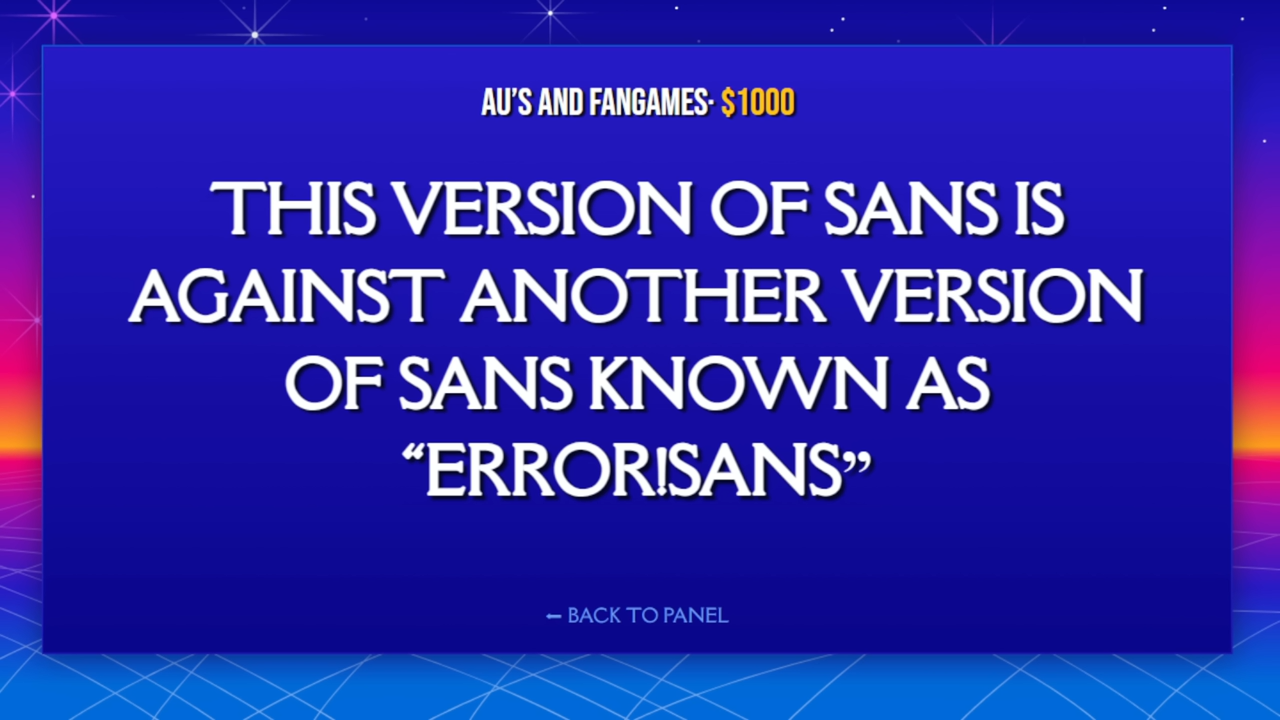 AU'S AND FANGAMES· $1000
THIS VERSION OF SANS IS
AGAINST ANOTHER VERSION
OF SANS KNOWN AS
“ERROR!SANS”
← BACK TO PANEL